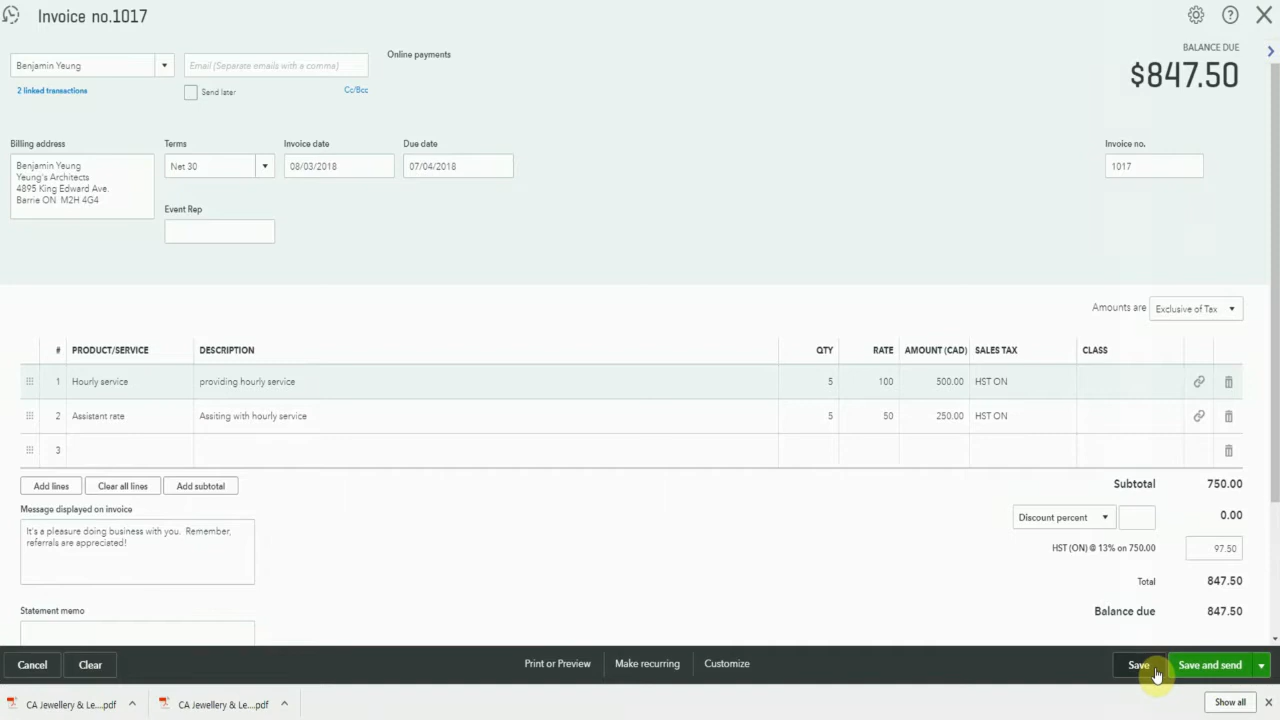 Invoice no.1017
Benjamin Yeung
Email (Separate emails with a comma)
Online payments
BALANCE DUE
$847.50
2 linked transactions
Send later
Cc/Bcc
Billing address
Terms
Invoice date
Due date
Invoice no.
Benjamin Yeung
Yeung's Architects
4895 King Edward Ave.
Barrie ON M2H 4G4
Net 30
08/03/2018
07/04/2018
1017
Event Rep
Amounts are
Exclusive of Tax
# PRODUCT/SERVICE DESCRIPTION QTY RATE AMOUNT (CAD) SALES TAX CLASS
1 Hourly service providing hourly service 5 100 500.00 HST ON
2 Assistant rate Assiting with hourly service 5 50 250.00 HST ON
3
Add lines
Clear all lines
Add subtotal
Subtotal 750.00
Message displayed on invoice
It's a pleasure doing business with you. Remember,
referrals are appreciated!
Discount percent
0.00
HST (ON) @ 13% on 750.00 97.50
Total 847.50
Balance due 847.50
Statement memo
Cancel
Clear
Print or Preview
Make recurring
Customize
Save
Save and send
CA Jewellery & Le....pdf
CA Jewellery & Le....pdf
Show all